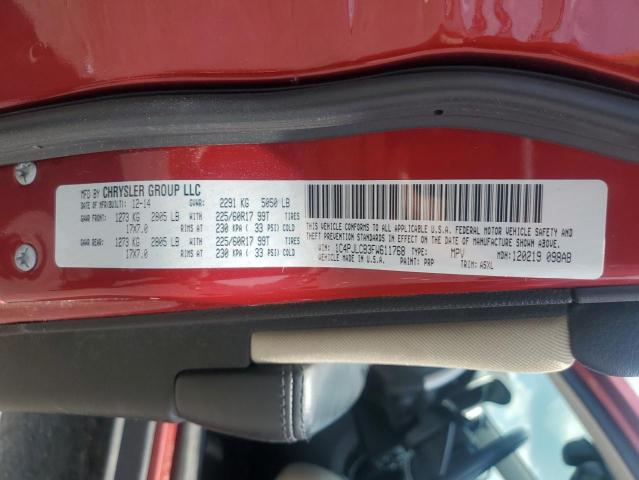 MFD BY CHRYSLER GROUP LLC
DATE OF MFR(BUILT): 12-14 GVWR: 2291 KG 5050 LB
GAWR FRONT: 1273 KG 2805 LB WITH 225/60R17 99T TIRES
17X7.0 RIMS AT 230 KPA ( 33 PSI) COLD
GAWR REAR: 1273 KG 2805 LB WITH 225/60R17 99T TIRES
17X7.0 RIMS AT 230 KPA ( 33 PSI) COLD
THIS VEHICLE CONFORMS TO ALL APPLICABLE U.S.A. FEDERAL MOTOR VEHICLE SAFETY AND
THEFT PREVENTION STANDARDS IN EFFECT ON THE DATE OF MANUFACTURE SHOWN ABOVE.
VIN: 1C4PJLCB3FW611768 TYPE: MPV MDH: 120219 098AB
VEHICLE MADE IN U.S.A. PAINT: PRP TRIM: A5XL